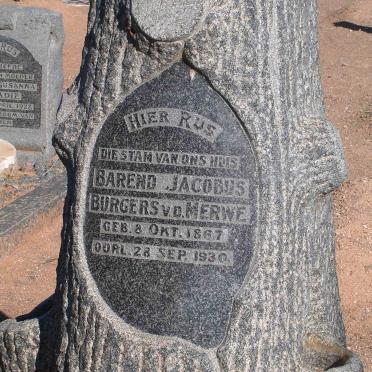 HIER RUS
DIE STAM VAN ONS HUIS
BAREND JACOBUS
BURGERS V.D. MERWE
GEB. 8 OKT. 1867
OORL. 28 SEP. 1930.